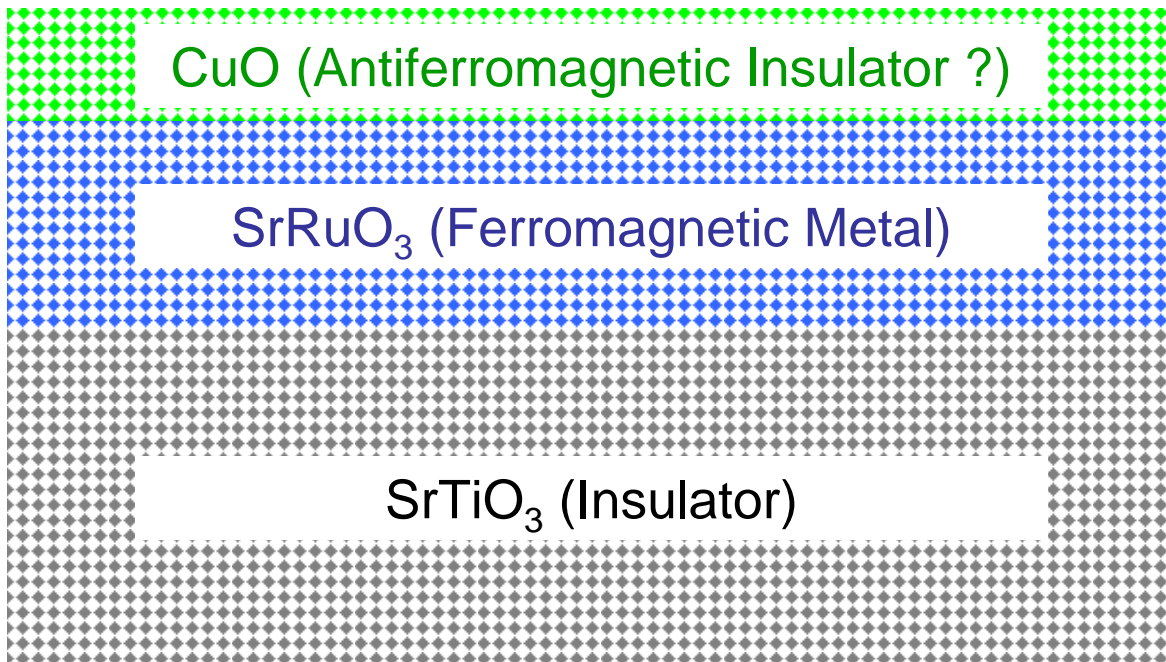 CuO (Antiferromagnetic Insulator ?)
SrRuO₃ (Ferromagnetic Metal)
SrTiO₃ (Insulator)